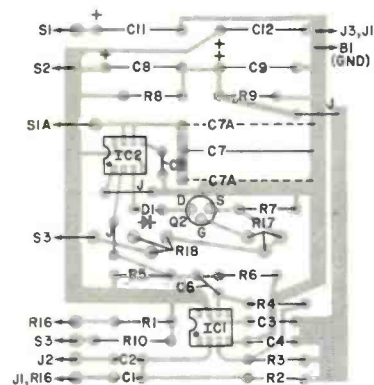 +
S1 C11 C12 J3, J1
+
B1
(GND)
+ +
S2 C8 C9
R8 R9
J
S1A C7A
IC2 C7
C7A
J
D S
D1 R7
Q2 R17
G
S3 J
R18
R5 R6
C6
R4
R16 R1 IC1 C3
S3 R10 C4
J2 C2 R3
J1, R16 C1 R2